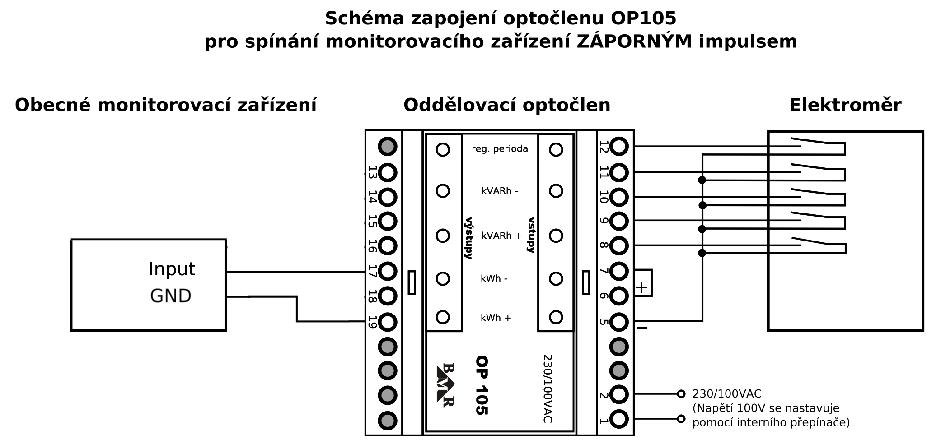 Schéma zapojení optočlenu OP105
pro spínání monitorovacího zařízení ZÁPORNÝM impulsem
Obecné monitorovací zařízení
Oddělovací optočlen
Elektroměr
Input
GND
13
14
15
16
17
18
19
reg. perioda
kVARh -
kVARh +
kWh -
kWh +
výstupy
vstupy
BMR
OP 105
230/100VAC
12
11
10
9
8
7
6
5
2
1
+
−
230/100VAC
(Napětí 100V se nastavuje
pomocí interního přepínače)